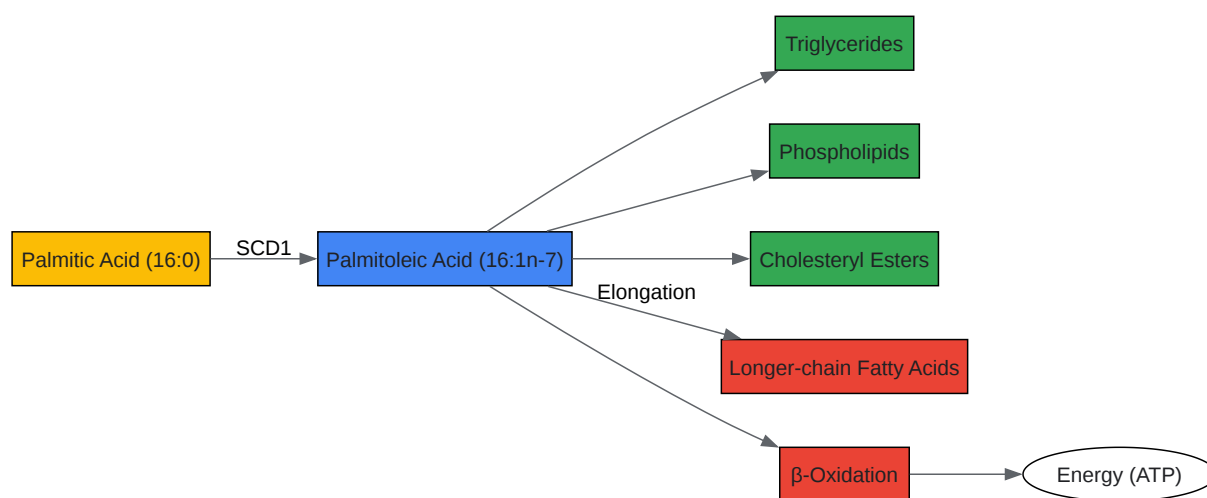 Triglycerides
Phospholipids
Palmitic Acid (16:0)
SCD1
Palmitoleic Acid (16:1n-7)
Cholesteryl Esters
Elongation
Longer-chain Fatty Acids
β-Oxidation
Energy (ATP)